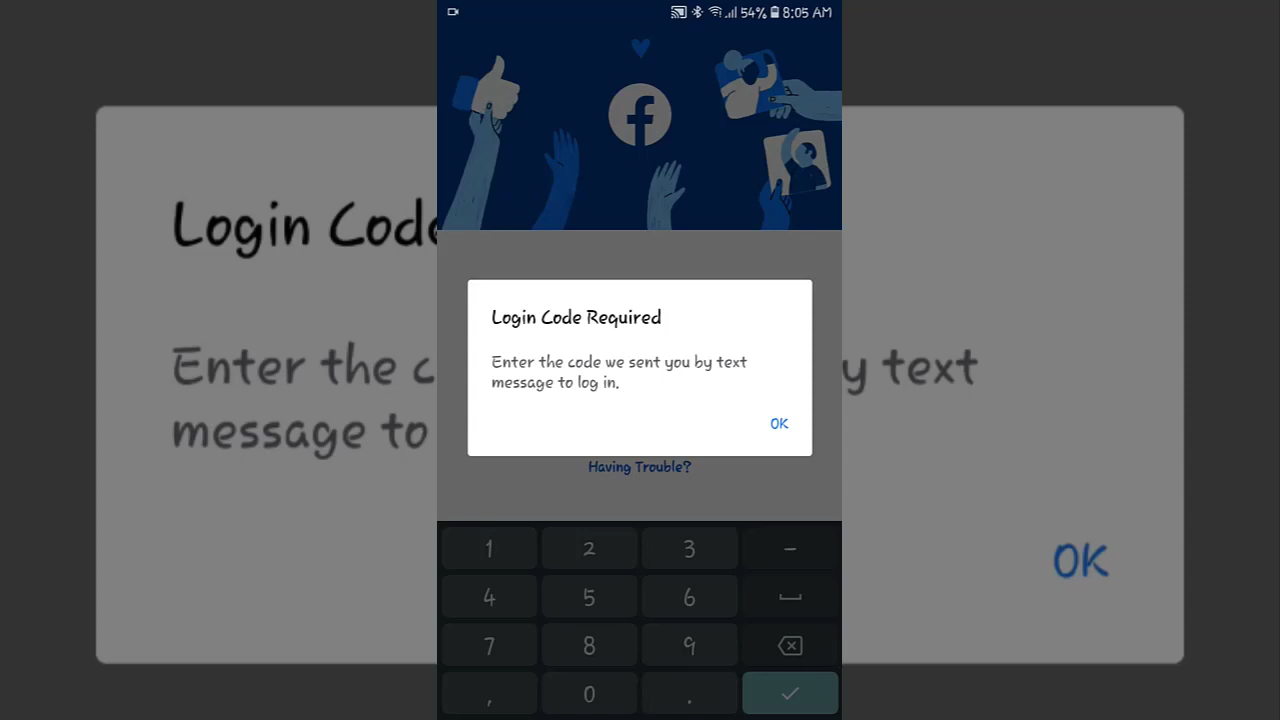 54% 8:05 AM
f
Login Code
Login Code Required
Enter the code we sent you by text
message to log in.
OK
Having Trouble?
Enter the c
y text
message to
OK
1 2 3 -
4 5 6
7 8 9
, 0 .